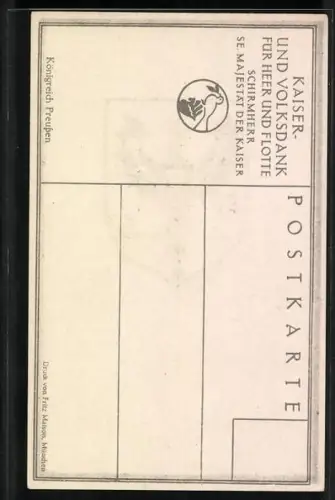 KAISER-
UND VOLKSDANK
FÜR HEER UND FLOTTE
SCHIRMHERR
SE. MAJESTÄT DER KAISER
POSTKARTE
Königreich Preußen
Druck von Fritz Maison, München